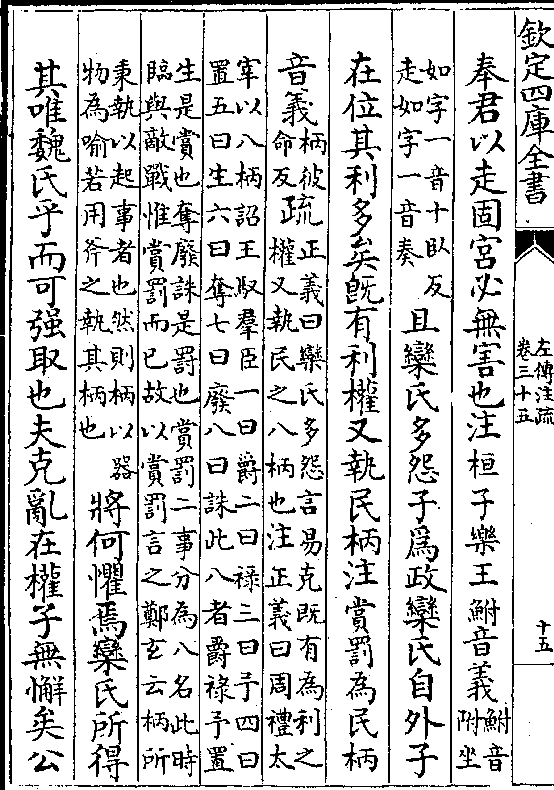 欽定四庫全書
左傳注疏
卷三十五
十五
奉君以走固宮必無害也注桓子樂王鮒音義鮒音附坐
如字一音十卧反走如字一音奏且欒氏多怨子爲政欒氏自外子
在位其利多矣既有利權又執民柄注賞罰為民柄
音義柄彼命反疏正義曰欒氏多怨言易克既有為利之權又執民之八柄也注正義曰周禮太
宰以八柄詔王馭羣臣一曰爵二曰禄三曰予四曰置五曰生六曰奪七曰廢八曰誅此八者爵禄予置
生是賞也奪廢誅是罰也賞罰二事分為八名此時臨與敵戰惟賞罰而已故以賞罰言之鄭玄云柄所
秉執以起事者也然則柄以器物為喻若用斧之執其柄也將何懼焉欒氏所得
其唯魏氏乎而可强取也夫克亂在權子無懈矣公